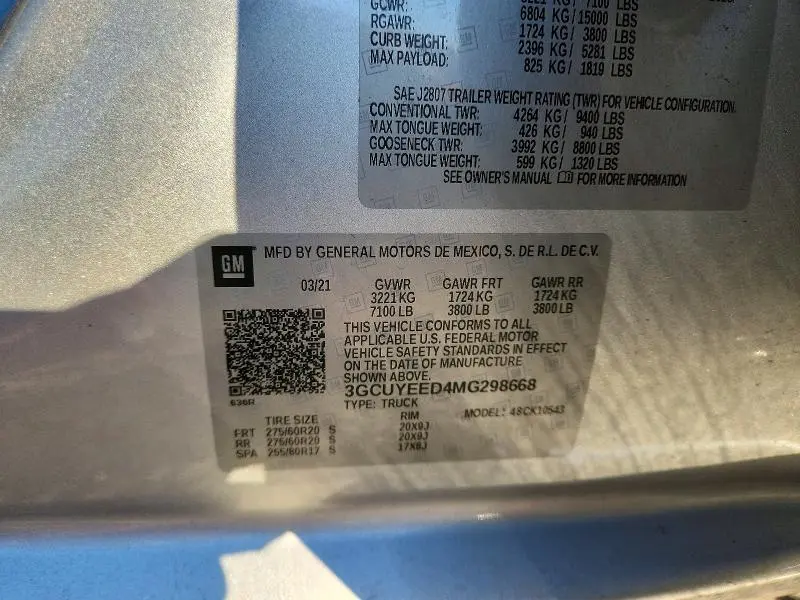 GCWR:
7100 LBS
RGAWR:
6804 KG/ 15000 LBS
CURB WEIGHT:
1724 KG/ 3800 LBS
MAX PAYLOAD:
2396 KG/ 5281 LBS
825 KG/ 1819 LBS
SAE J2807 TRAILER WEIGHT RATING (TWR) FOR VEHICLE CONFIGURATION.
CONVENTIONAL TWR: 4264 KG/ 9400 LBS
MAX TONGUE WEIGHT: 426 KG/ 940 LBS
GOOSENECK TWR: 3992 KG/ 8800 LBS
MAX TONGUE WEIGHT: 599 KG/ 1320 LBS
SEE OWNER'S MANUAL FOR MORE INFORMATION
GM MFD BY GENERAL MOTORS DE MEXICO, S. DE R.L. DE C.V.
03/21 GVWR GAWR FRT GAWR RR
3221 KG 1724 KG 1724 KG
7100 LB 3800 LB 3800 LB
THIS VEHICLE CONFORMS TO ALL
APPLICABLE U.S. FEDERAL MOTOR
VEHICLE SAFETY STANDARDS IN EFFECT
ON THE DATE OF MANUFACTURE
SHOWN ABOVE.
3GCUYEED4MG298668
636R
TYPE: TRUCK MODEL: 48CK10543
TIRE SIZE RIM
FRT 275/60R20 S 20X9J
RR 275/60R20 S 20X9J
SPA 255/80R17 S 17X8J